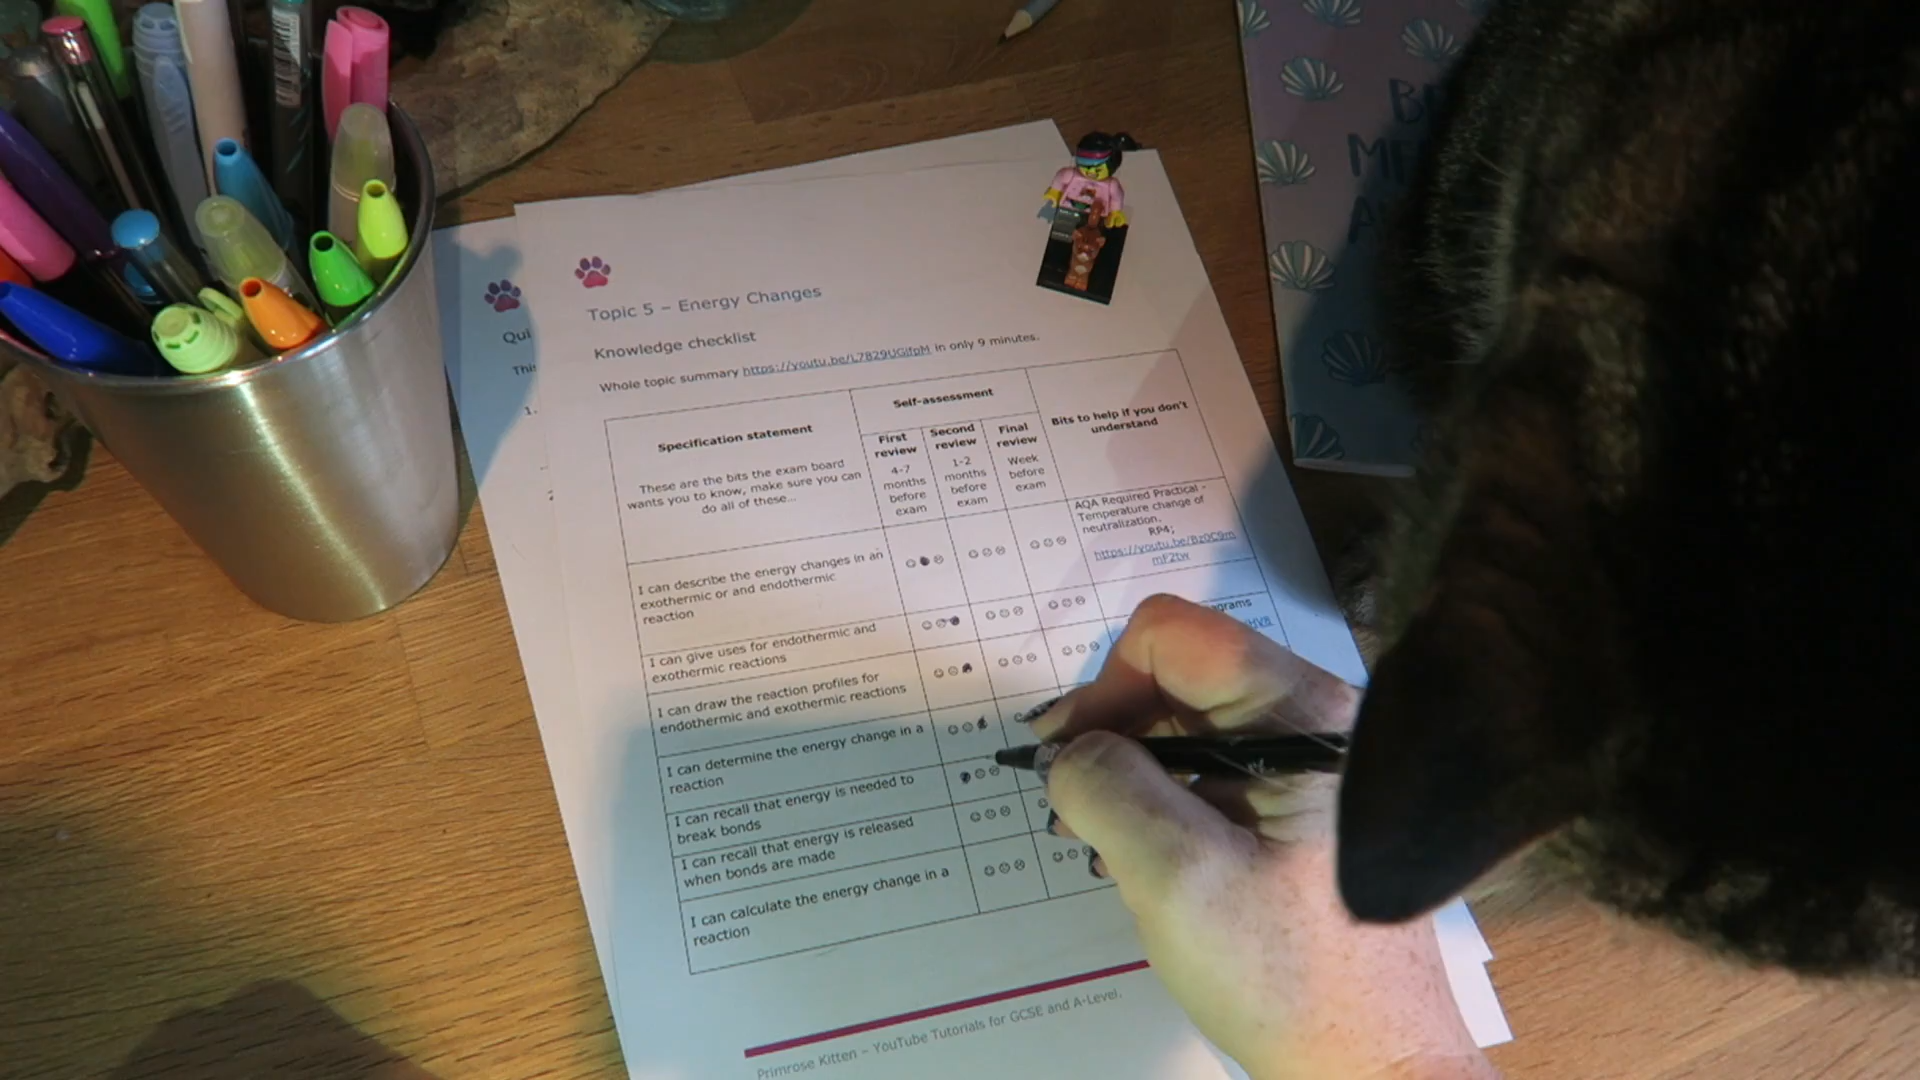 Topic 5 – Energy Changes
Knowledge checklist
Whole topic summary https://youtu.be/L7829UGifpM in only 9 minutes.
Specification statement
These are the bits the exam board
wants you to know, make sure you can
do all of these...
Self-assessment
First
review
4-7
months
before
exam
Second
review
1-2
months
before
exam
Final
review
Week
before
exam
Bits to help if you don't
understand
I can describe the energy changes in an
exothermic or and endothermic
reaction
AQA Required Practical -
Temperature change of
neutralization.
RP4;
I can give uses for endothermic and
exothermic reactions
I can draw the reaction profiles for
endothermic and exothermic reactions
I can determine the energy change in a
reaction
I can recall that energy is needed to
break bonds
I can recall that energy is released
when bonds are made
I can calculate the energy change in a
reaction
Primrose Kitten – YouTube Tutorials for GCSE and A-Level.
Qui
This
1.